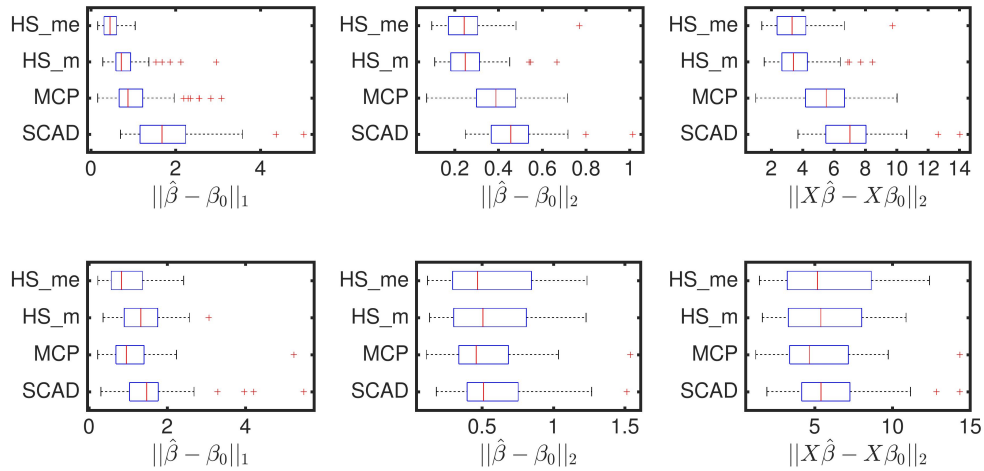 HS_me
HS_m
MCP
SCAD
0 2 4
||β̂ − β₀||₁
HS_me
HS_m
MCP
SCAD
0.2 0.4 0.6 0.8 1
||β̂ − β₀||₂
HS_me
HS_m
MCP
SCAD
2 4 6 8 10 12 14
||Xβ̂ − Xβ₀||₂
HS_me
HS_m
MCP
SCAD
0 2 4
||β̂ − β₀||₁
HS_me
HS_m
MCP
SCAD
0.5 1 1.5
||β̂ − β₀||₂
HS_me
HS_m
MCP
SCAD
5 10 15
||Xβ̂ − Xβ₀||₂